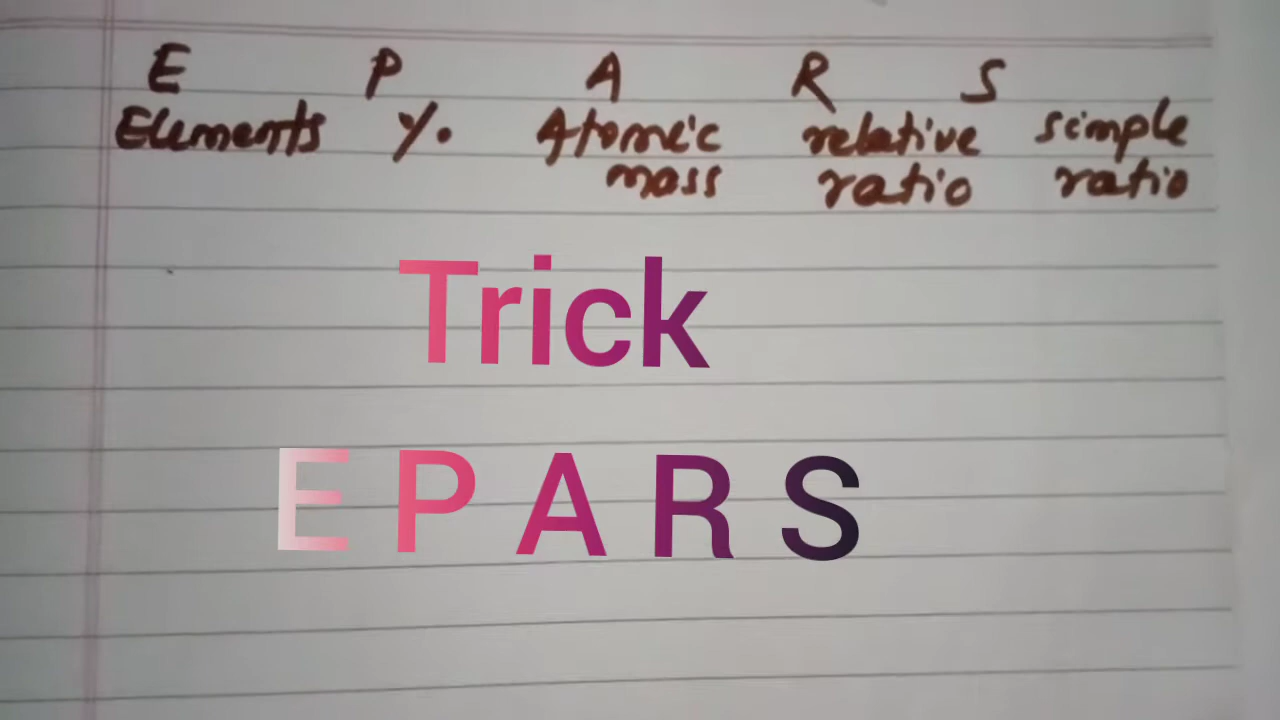 E P A R S
Elements % Atomic relative simple
mass ratio ratio
Trick
E P A R S